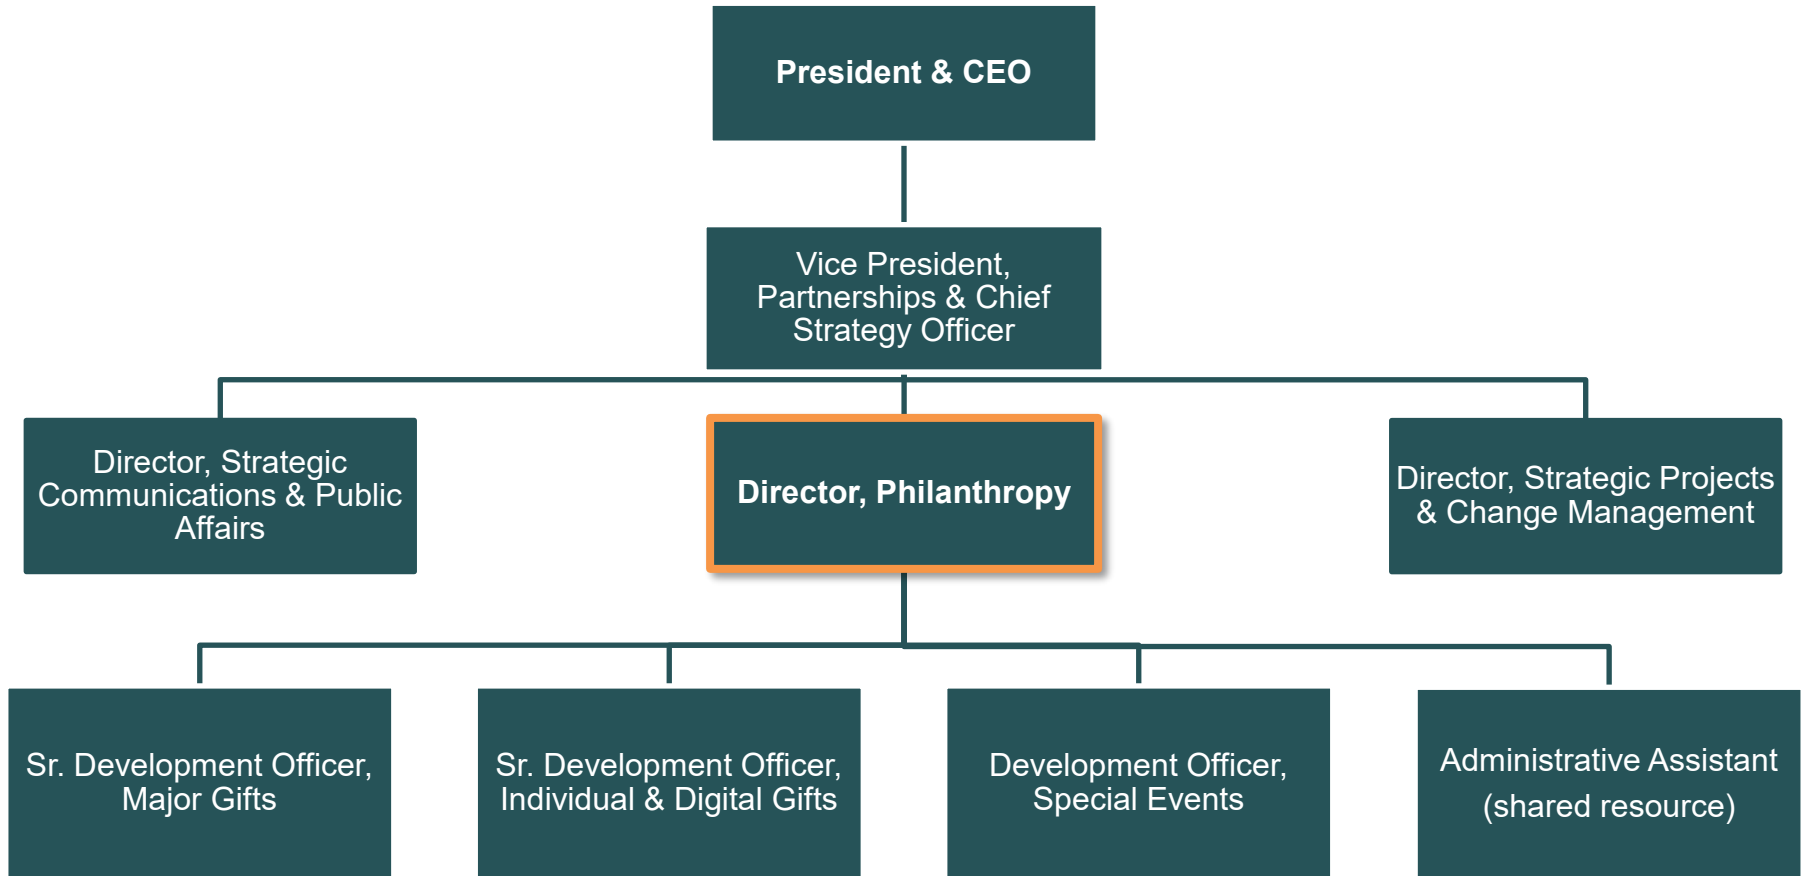 President & CEO
Vice President,
Partnerships & Chief
Strategy Officer
Director, Strategic
Communications & Public
Affairs
Director, Philanthropy
Director, Strategic Projects
& Change Management
Sr. Development Officer,
Major Gifts
Sr. Development Officer,
Individual & Digital Gifts
Development Officer,
Special Events
Administrative Assistant
(shared resource)